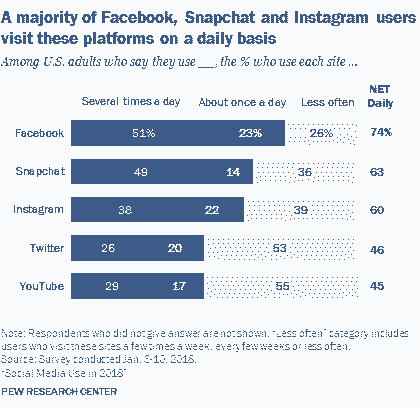 A majority of Facebook, Snapchat and Instagram users
visit these platforms on a daily basis
Among U.S. adults who say they use __, the % who use each site ...
Several times a day About once a day Less often NET Daily
Facebook 51% 23% 26% 74%
Snapchat 49 14 36 63
Instagram 38 22 39 60
Twitter 26 20 53 46
YouTube 29 17 55 45
Note: Respondents who did not give answer are not shown. "Less often" category includes
users who visit these sites a few times a week, every few weeks or less often.
Source: Survey conducted Jan. 3-10, 2018.
"Social Media Use in 2018"
PEW RESEARCH CENTER